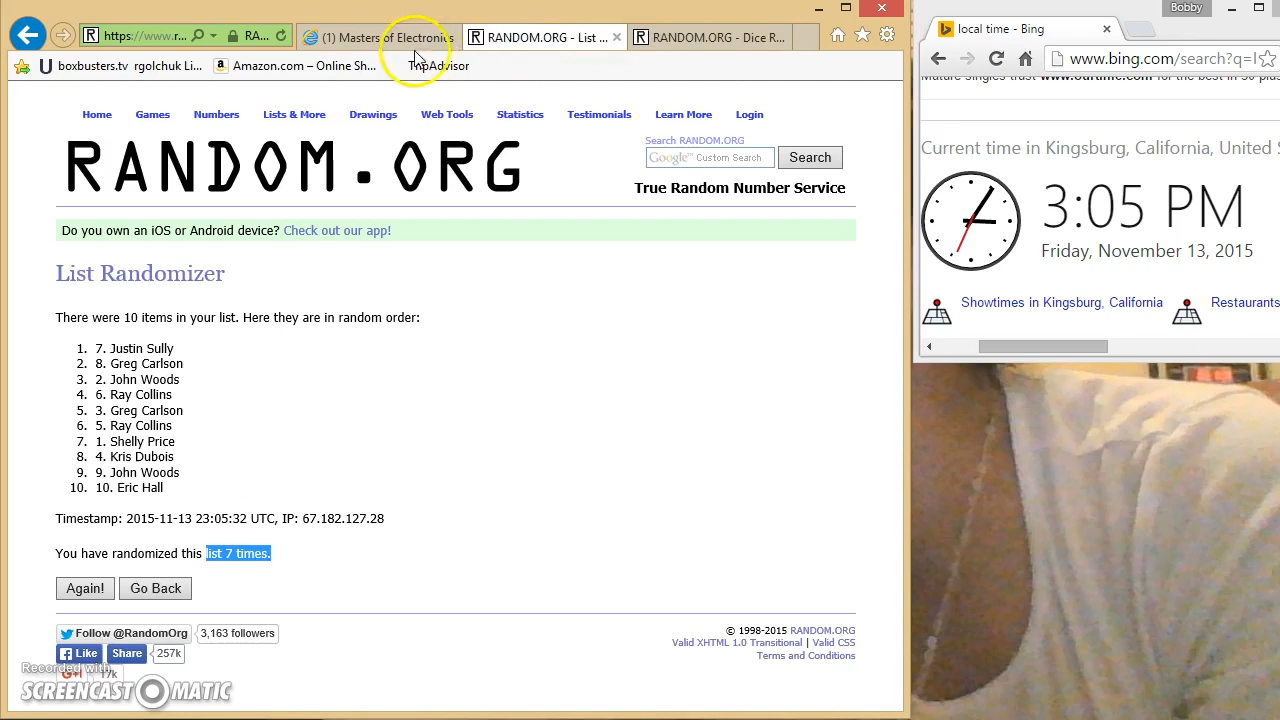 Bobby
https://www.r... RA...
(1) Masters of Electronics
RANDOM.ORG - List ...
RANDOM.ORG - Dice R...
boxbusters.tv rgolchuk Li...
Amazon.com – Online Sh...
TripAdvisor
local time - Bing
www.bing.com/search?q=l
Home Games Numbers Lists & More Drawings Web Tools Statistics Testimonials Learn More Login
RANDOM.ORG
Search RANDOM.ORG
Google™ Custom Search
Search
True Random Number Service
Do you own an iOS or Android device? Check out our app!
List Randomizer
There were 10 items in your list. Here they are in random order:
1. 7. Justin Sully
2. 8. Greg Carlson
3. 2. John Woods
4. 6. Ray Collins
5. 3. Greg Carlson
6. 5. Ray Collins
7. 1. Shelly Price
8. 4. Kris Dubois
9. 9. John Woods
10. 10. Eric Hall
Timestamp: 2015-11-13 23:05:32 UTC, IP: 67.182.127.28
You have randomized this list 7 times.
Again! Go Back
Follow @RandomOrg 3,163 followers
Like Share 257k
G+1 17k
© 1998-2015 RANDOM.ORG
Valid XHTML 1.0 Transitional | Valid CSS
Terms and Conditions
Recorded with
SCREENCAST-O-MATIC
Current time in Kingsburg, California, United S
3:05 PM
Friday, November 13, 2015
Showtimes in Kingsburg, California
Restaurants